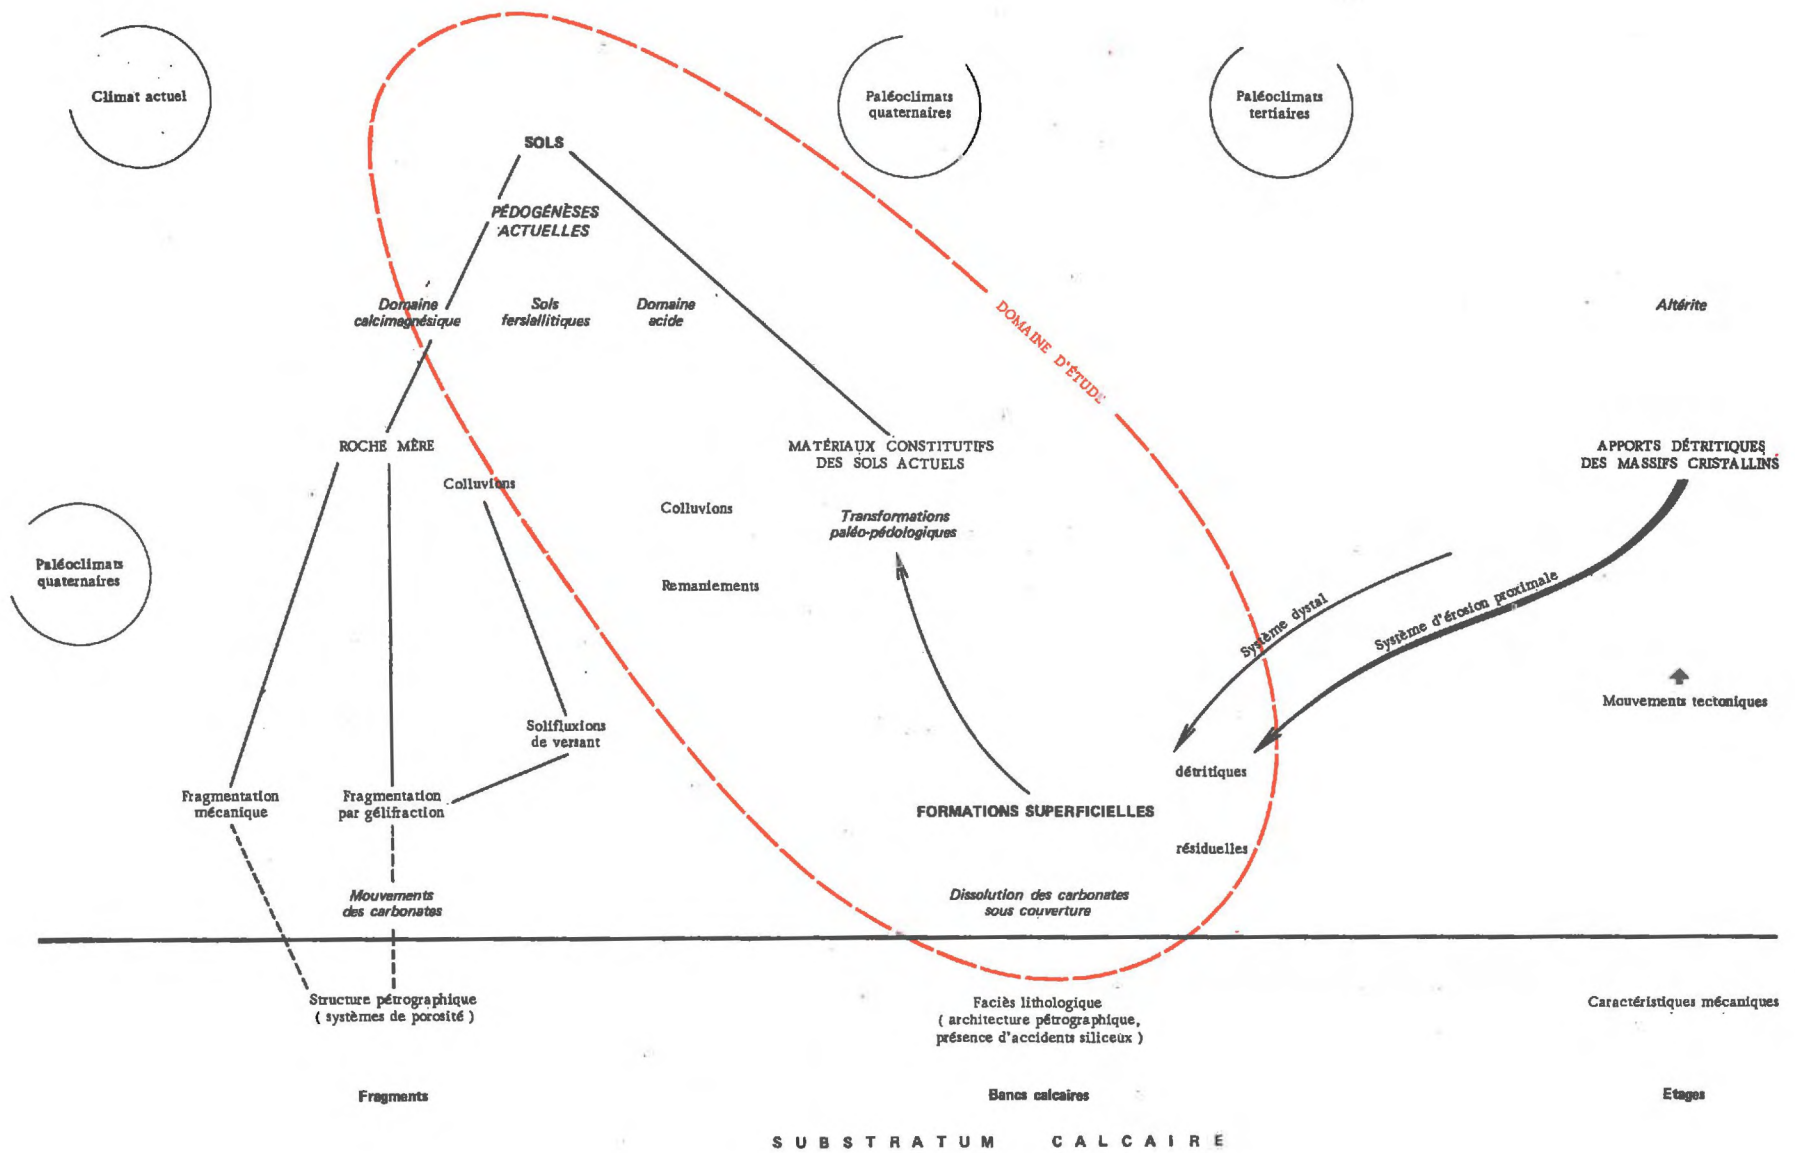 Climat actuel
Paléoclimats
quaternaires
Paléoclimats
tertiaires
SOLS
PÉDOGÉNÈSES
ACTUELLES
Domaine
calcimagnésique
Sols
fersiallitiques
Domaine
acide
DOMAINE D'ÉTUDE
Altérite
ROCHE MÈRE
MATÉRIAUX CONSTITUTIFS
DES SOLS ACTUELS
APPORTS DÉTRITIQUES
DES MASSIFS CRISTALLINS
Colluvions
Colluvions
Transformations
paléo-pédologiques
Paléoclimats
quaternaires
Remaniements
Système dystal
Système d'érosion proximale
Mouvements tectoniques
Solifluxions
de versant
détritiques
Fragmentation
mécanique
Fragmentation
par gélifraction
FORMATIONS SUPERFICIELLES
résiduelles
Mouvements
des carbonates
Dissolution des carbonates
sous couverture
Structure pétrographique
( systèmes de porosité )
Faciès lithologique
( architecture pétrographique,
présence d'accidents siliceux )
Caractéristiques mécaniques
Fragments
Bancs calcaires
Etages
SUBSTRATUM CALCAIRE